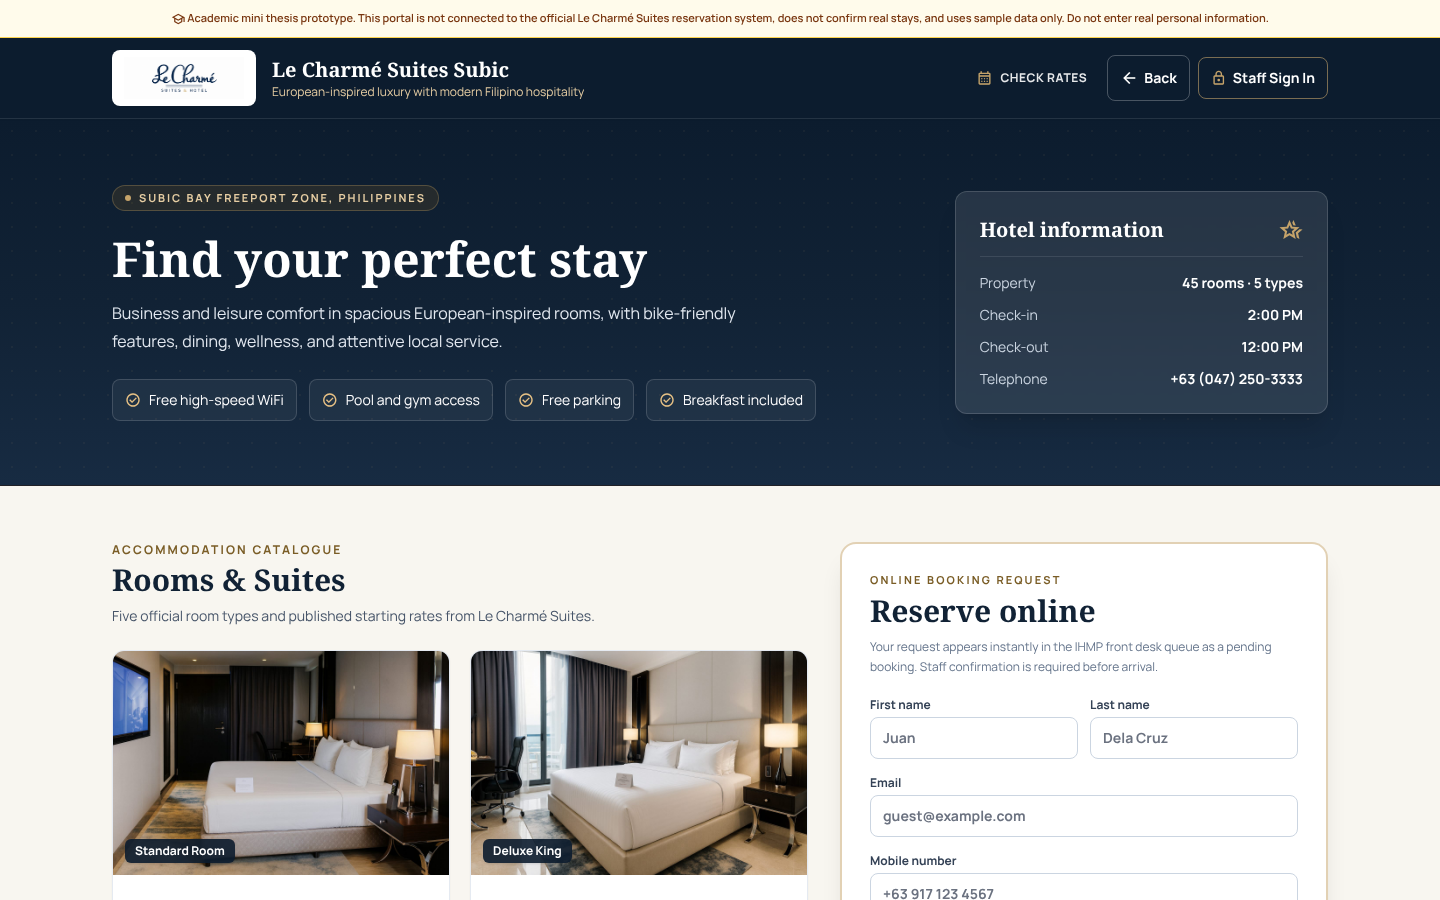 Academic mini thesis prototype. This portal is not connected to the official Le Charmé Suites reservation system, does not confirm real stays, and uses sample data only. Do not enter real personal information.
Le Charmé
SUITES & HOTEL
Le Charmé Suites Subic
European-inspired luxury with modern Filipino hospitality
CHECK RATES
Back
Staff Sign In
SUBIC BAY FREEPORT ZONE, PHILIPPINES
Find your perfect stay
Business and leisure comfort in spacious European-inspired rooms, with bike-friendly
features, dining, wellness, and attentive local service.
Free high-speed WiFi
Pool and gym access
Free parking
Breakfast included
Hotel information
Property 45 rooms · 5 types
Check-in 2:00 PM
Check-out 12:00 PM
Telephone +63 (047) 250-3333
ACCOMMODATION CATALOGUE
Rooms & Suites
Five official room types and published starting rates from Le Charmé Suites.
Standard Room
Deluxe King
ONLINE BOOKING REQUEST
Reserve online
Your request appears instantly in the IHMP front desk queue as a pending
booking. Staff confirmation is required before arrival.
First name
Juan
Last name
Dela Cruz
Email
guest@example.com
Mobile number
+63 917 123 4567